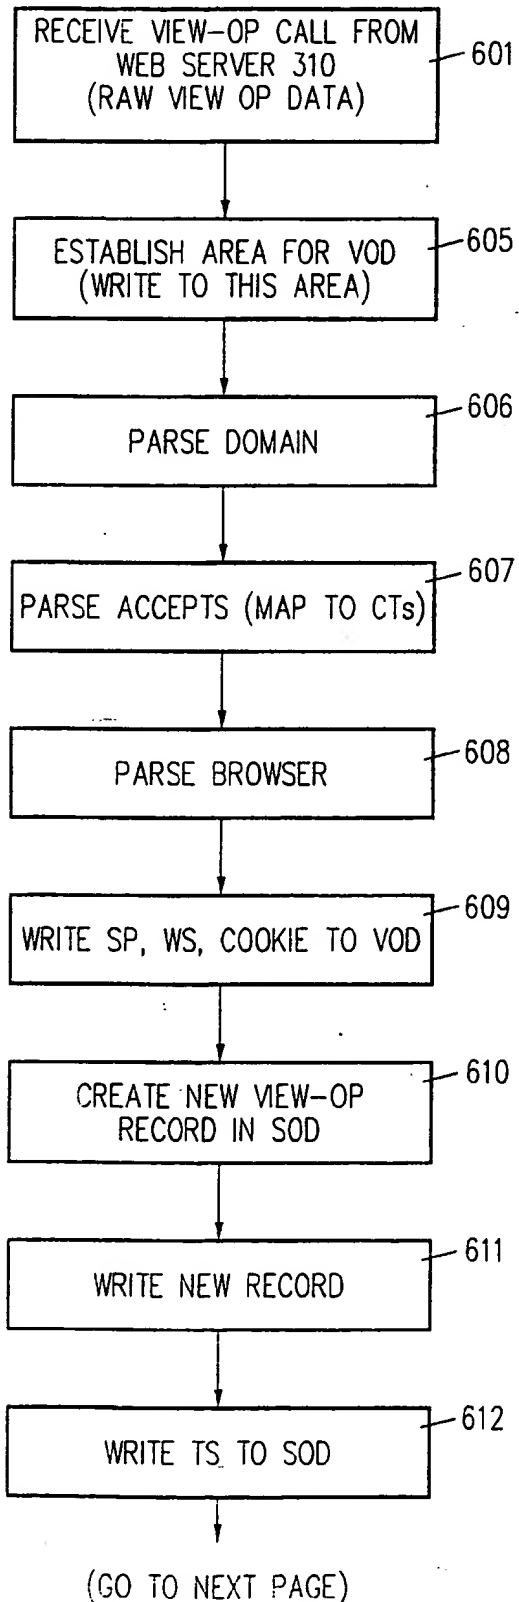 RECEIVE VIEW-OP CALL FROM
WEB SERVER 310
(RAW VIEW OP DATA)
601
ESTABLISH AREA FOR VOD
(WRITE TO THIS AREA)
605
PARSE DOMAIN
606
PARSE ACCEPTS (MAP TO CTs)
607
PARSE BROWSER
608
WRITE SP, WS, COOKIE TO VOD
609
CREATE NEW VIEW-OP
RECORD IN SOD
610
WRITE NEW RECORD
611
WRITE TS TO SOD
612
(GO TO NEXT PAGE)